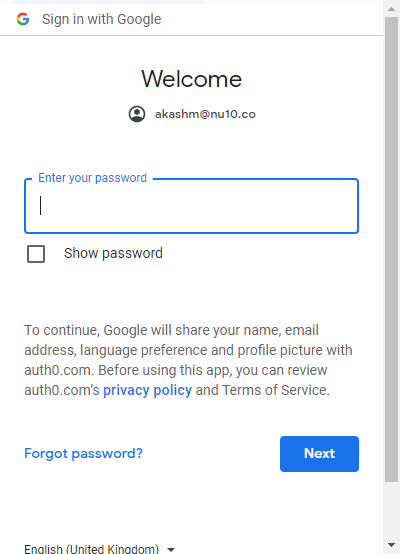 Sign in with Google
Welcome
akashm@nu10.co
Enter your password
Show password
To continue, Google will share your name, email
address, language preference and profile picture with
auth0.com. Before using this app, you can review
auth0.com's privacy policy and Terms of Service.
Forgot password?
Next
English (United Kingdom)